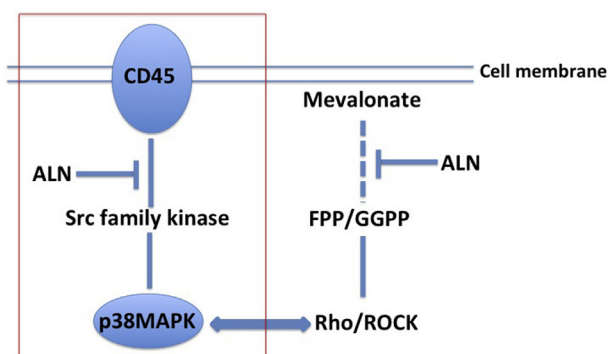 CD45
Cell membrane
Mevalonate
ALN
ALN
Src family kinase
FPP/GGPP
p38MAPK
Rho/ROCK